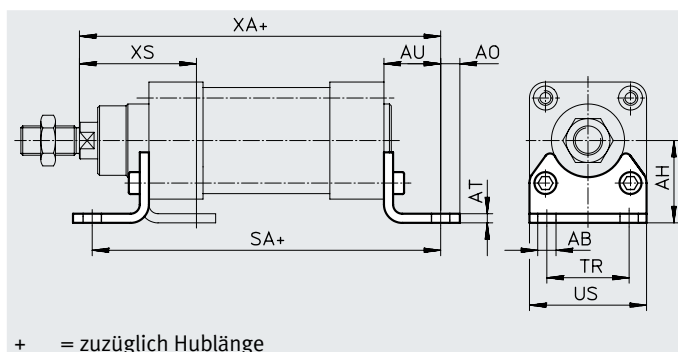 XA+
XS
AU
AO
AT
SA+
AH
AB
TR
US
+ = zuzüglich Hublänge